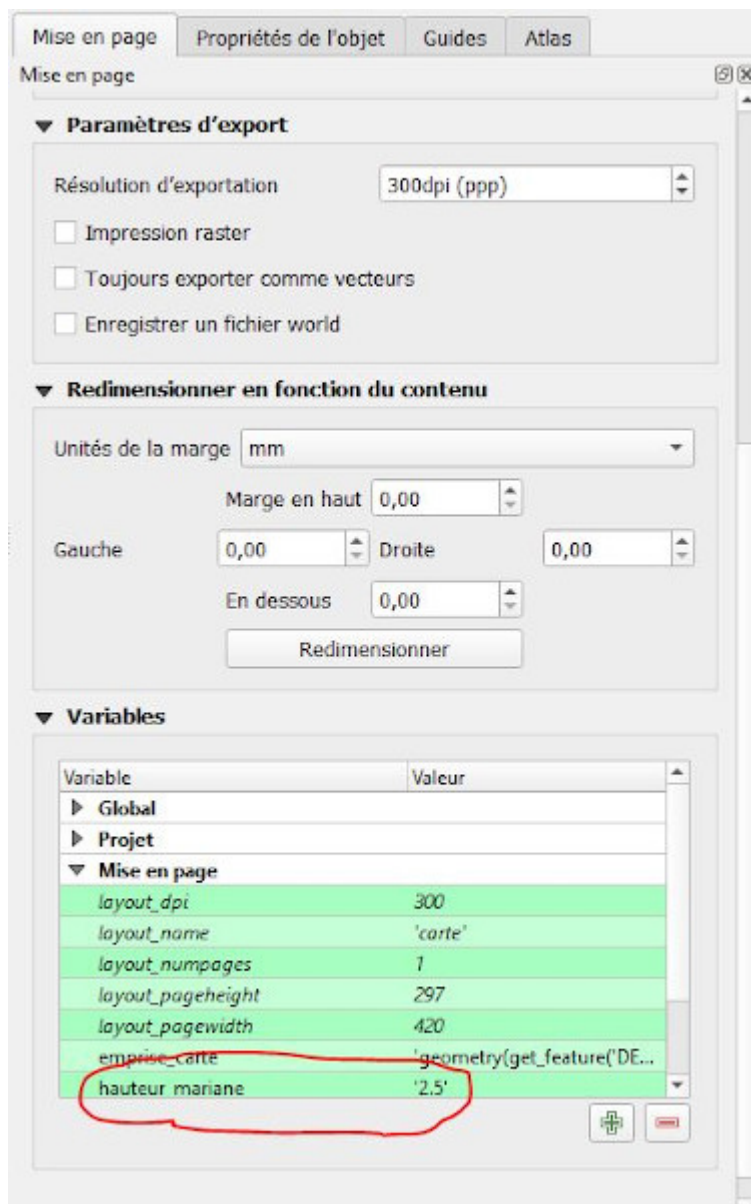 Mise en page Propriétés de l'objet Guides Atlas
Mise en page
Paramètres d'export
Résolution d'exportation 300dpi (ppp)
Impression raster
Toujours exporter comme vecteurs
Enregistrer un fichier world
Redimensionner en fonction du contenu
Unités de la marge mm
Marge en haut 0,00
Gauche 0,00 Droite 0,00
En dessous 0,00
Redimensionner
Variables
Variable Valeur
Global
Projet
Mise en page
layout_dpi 300
layout_name 'carte'
layout_numpages 1
layout_pageheight 297
layout_pagewidth 420
emprise_carte 'geometry(get_feature('DE...
hauteur_mariane '2.5'